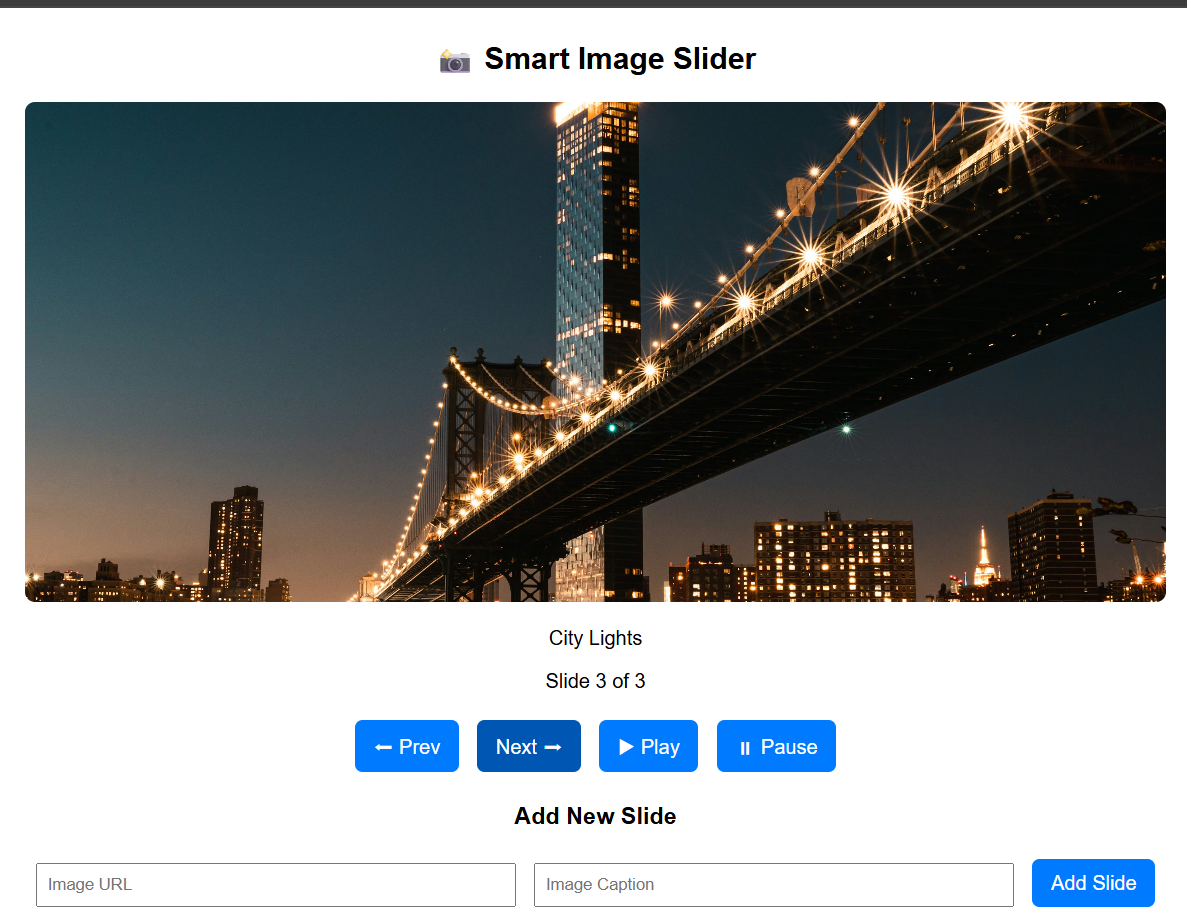 📸 Smart Image Slider
City Lights
Slide 3 of 3
⬅ Prev Next ➡ ▶ Play ⏸ Pause
Add New Slide
Image URL Image Caption Add Slide